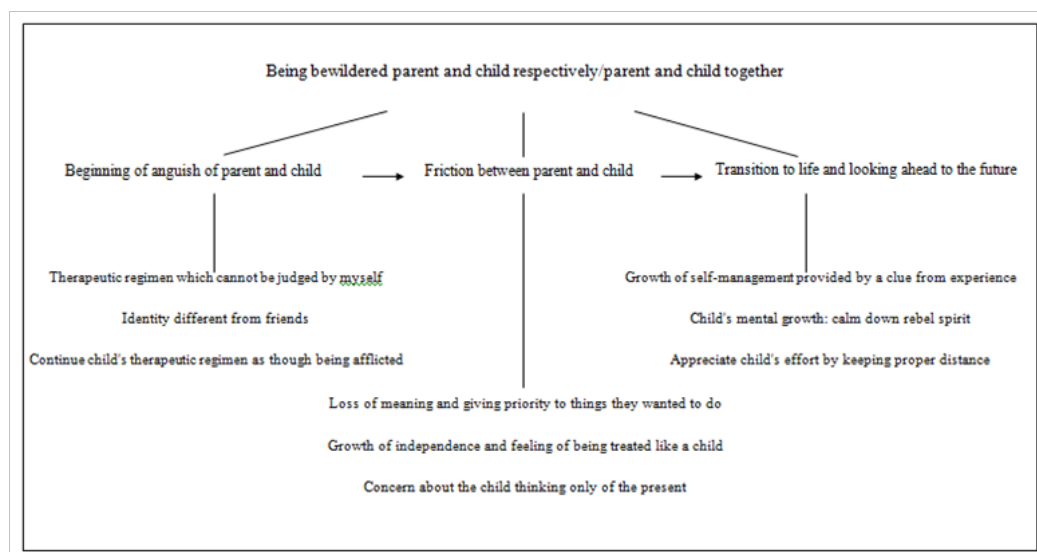 Being bewildered parent and child respectively/parent and child together
Beginning of anguish of parent and child
Friction between parent and child
Transition to life and looking ahead to the future
Therapeutic regimen which cannot be judged by myself
Identity different from friends
Continue child's therapeutic regimen as though being afflicted
Growth of self-management provided by a clue from experience
Child's mental growth: calm down rebel spirit
Appreciate child's effort by keeping proper distance
Loss of meaning and giving priority to things they wanted to do
Growth of independence and feeling of being treated like a child
Concern about the child thinking only of the present